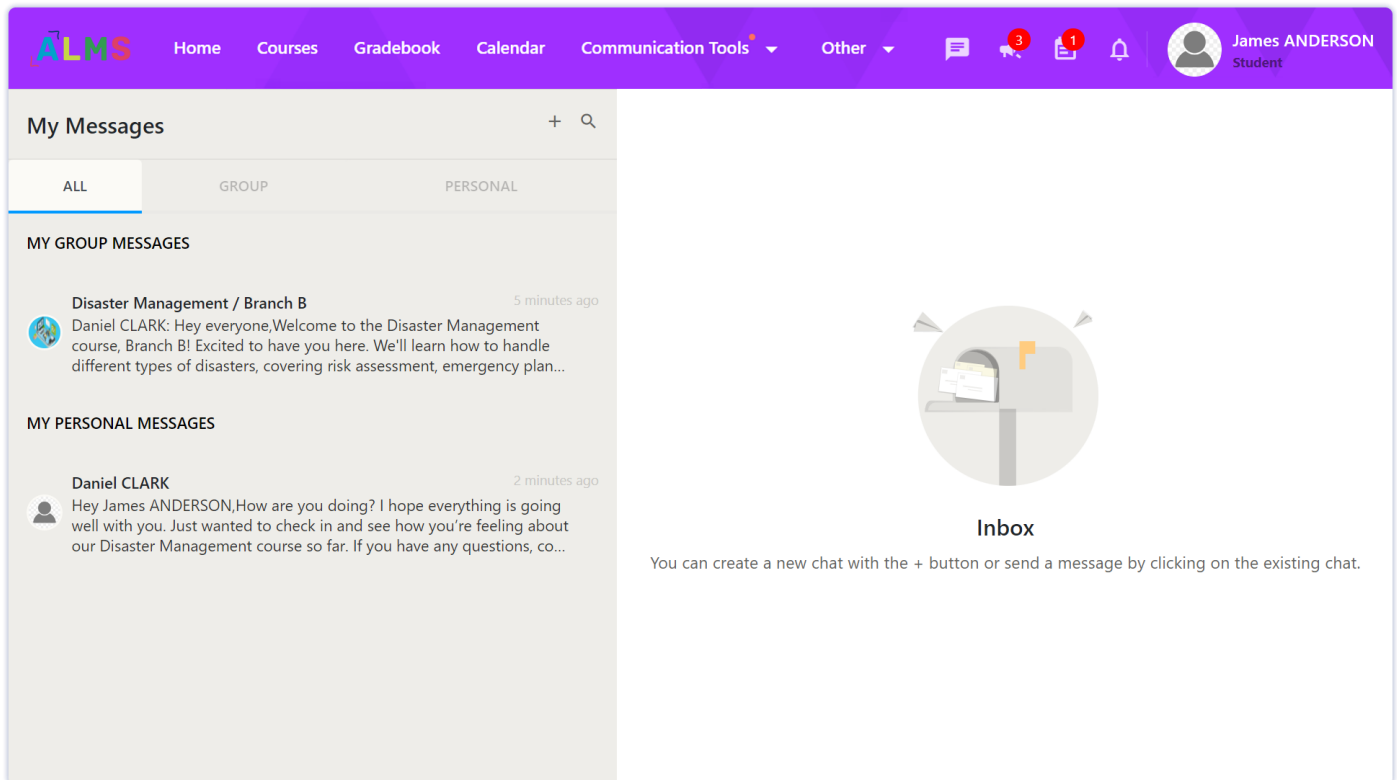 ALMS
Home
Courses
Gradebook
Calendar
Communication Tools
Other
3
1
James ANDERSON
Student
My Messages
ALL
GROUP
PERSONAL
MY GROUP MESSAGES
Disaster Management / Branch B
5 minutes ago
Daniel CLARK: Hey everyone,Welcome to the Disaster Management
course, Branch B! Excited to have you here. We'll learn how to handle
different types of disasters, covering risk assessment, emergency plan...
MY PERSONAL MESSAGES
Daniel CLARK
2 minutes ago
Hey James ANDERSON,How are you doing? I hope everything is going
well with you. Just wanted to check in and see how you’re feeling about
our Disaster Management course so far. If you have any questions, co...
Inbox
You can create a new chat with the + button or send a message by clicking on the existing chat.